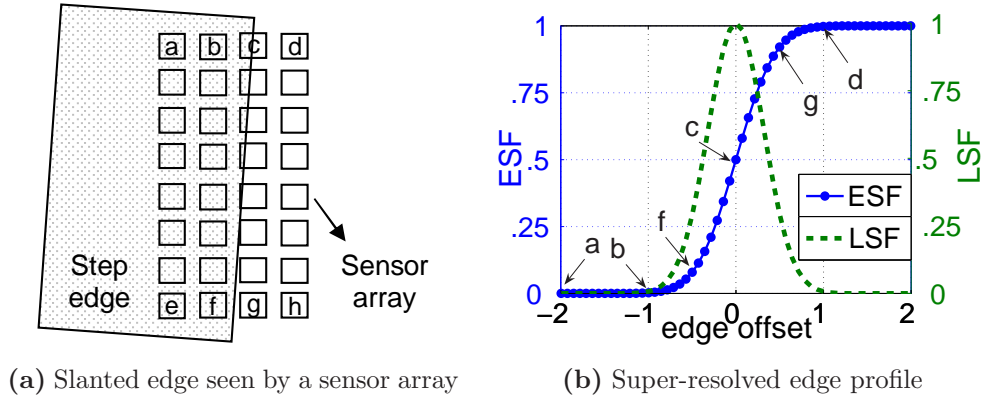 a b c d
e f g h
Step
edge
Sensor
array
(a) Slanted edge seen by a sensor array
1
.75
.5
.25
0
ESF
1
.75
.5
.25
0
LSF
a
b
f
c
g
d
ESF
LSF
−2 −1 0 1 2
edge offset
(b) Super-resolved edge profile